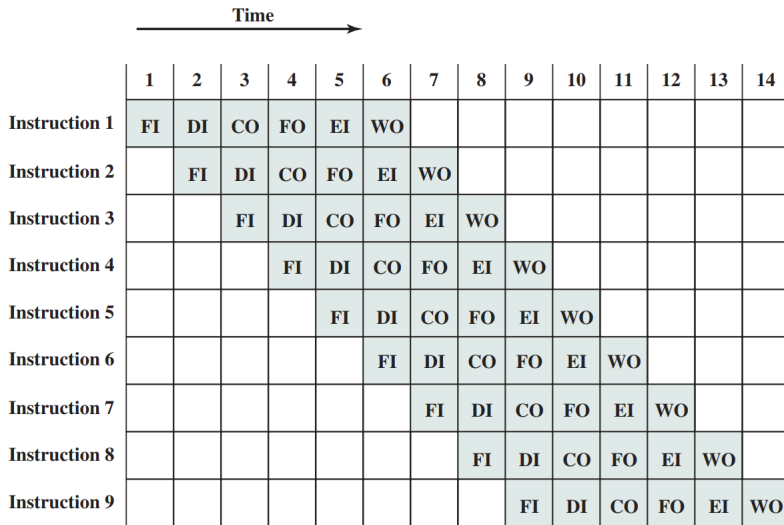 Time
1 2 3 4 5 6 7 8 9 10 11 12 13 14
Instruction 1 FI DI CO FO EI WO
Instruction 2 FI DI CO FO EI WO
Instruction 3 FI DI CO FO EI WO
Instruction 4 FI DI CO FO EI WO
Instruction 5 FI DI CO FO EI WO
Instruction 6 FI DI CO FO EI WO
Instruction 7 FI DI CO FO EI WO
Instruction 8 FI DI CO FO EI WO
Instruction 9 FI DI CO FO EI WO